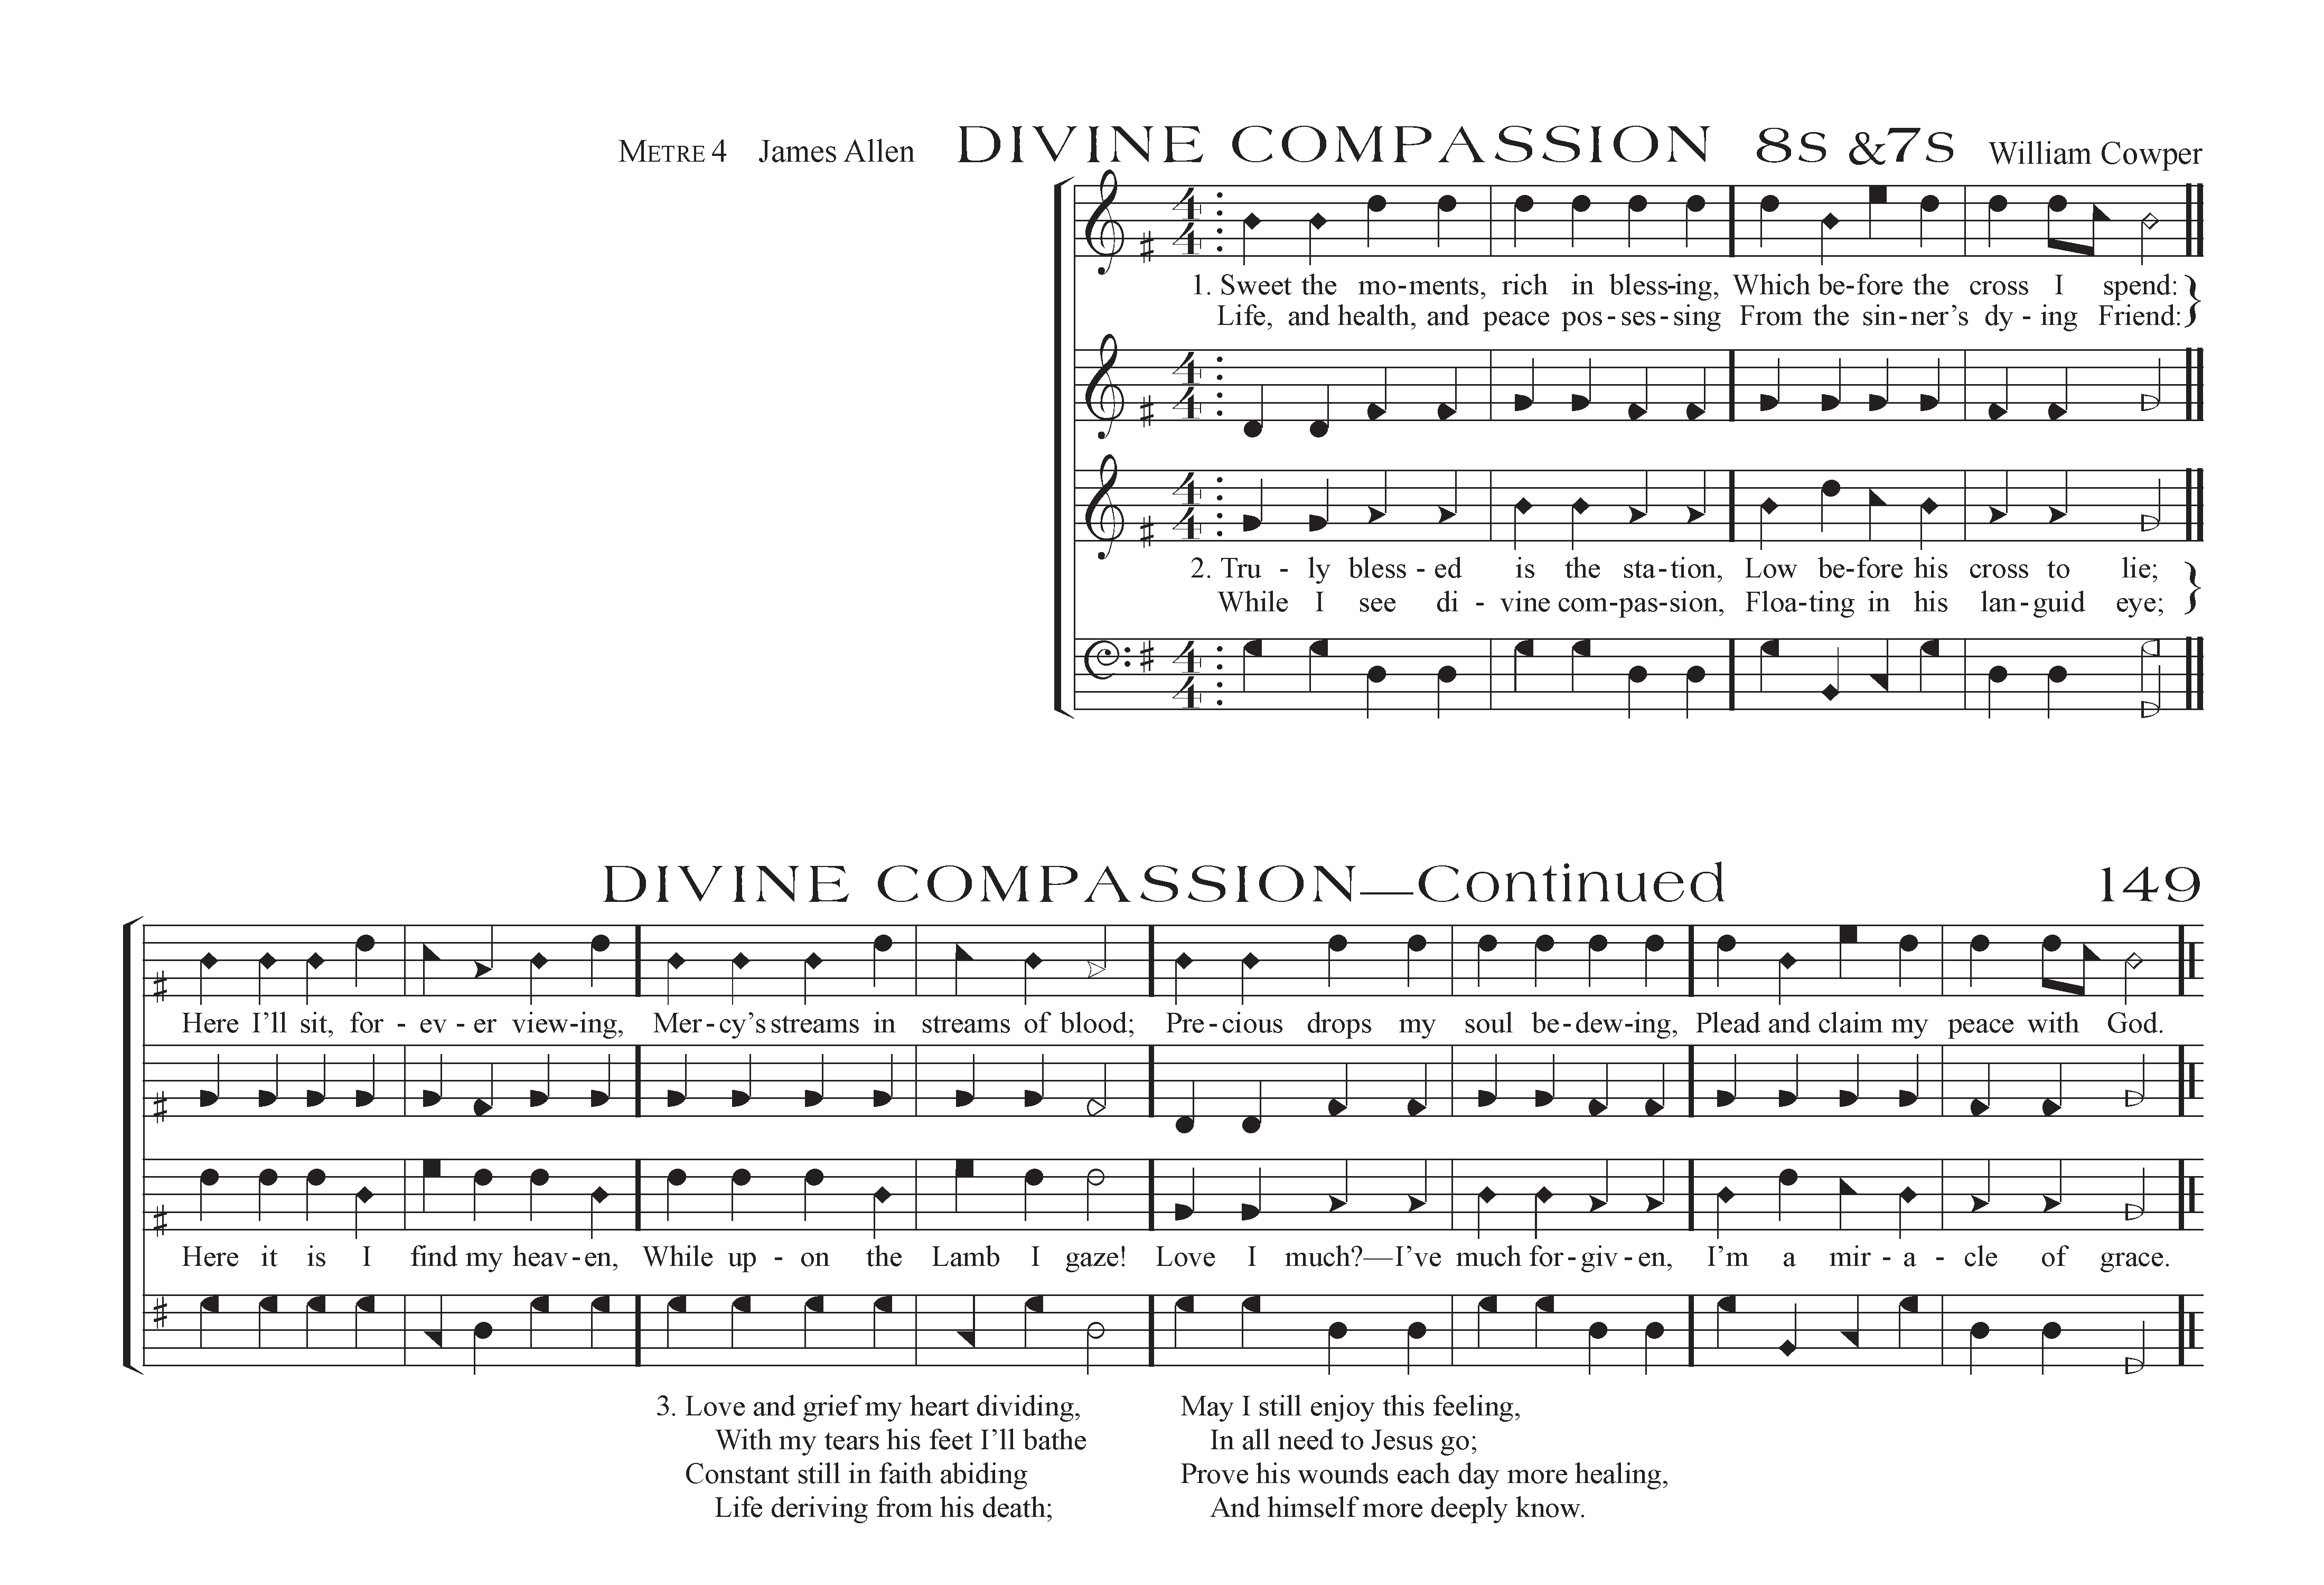 METRE 4 James Allen DIVINE COMPASSION 8s &7s William Cowper
1. Sweet the mo-ments, rich in bless-ing, Which be-fore the cross I spend:
Life, and health, and peace pos-ses-sing From the sin-ner's dy-ing Friend:
2. Tru-ly bless-ed is the sta-tion, Low be-fore his cross to lie;
While I see di-vine com-pas-sion, Floa-ting in his lan-guid eye;
DIVINE COMPASSION—Continued 149
Here I'll sit, for-ev-er view-ing, Mer-cy's streams in streams of blood; Pre-cious drops my soul be-dew-ing, Plead and claim my peace with God.
Here it is I find my heav-en, While up-on the Lamb I gaze! Love I much?—I've much for-giv-en, I'm a mir-a-cle of grace.
3. Love and grief my heart dividing,
With my tears his feet I'll bathe
Constant still in faith abiding
Life deriving from his death;
May I still enjoy this feeling,
In all need to Jesus go;
Prove his wounds each day more healing,
And himself more deeply know.